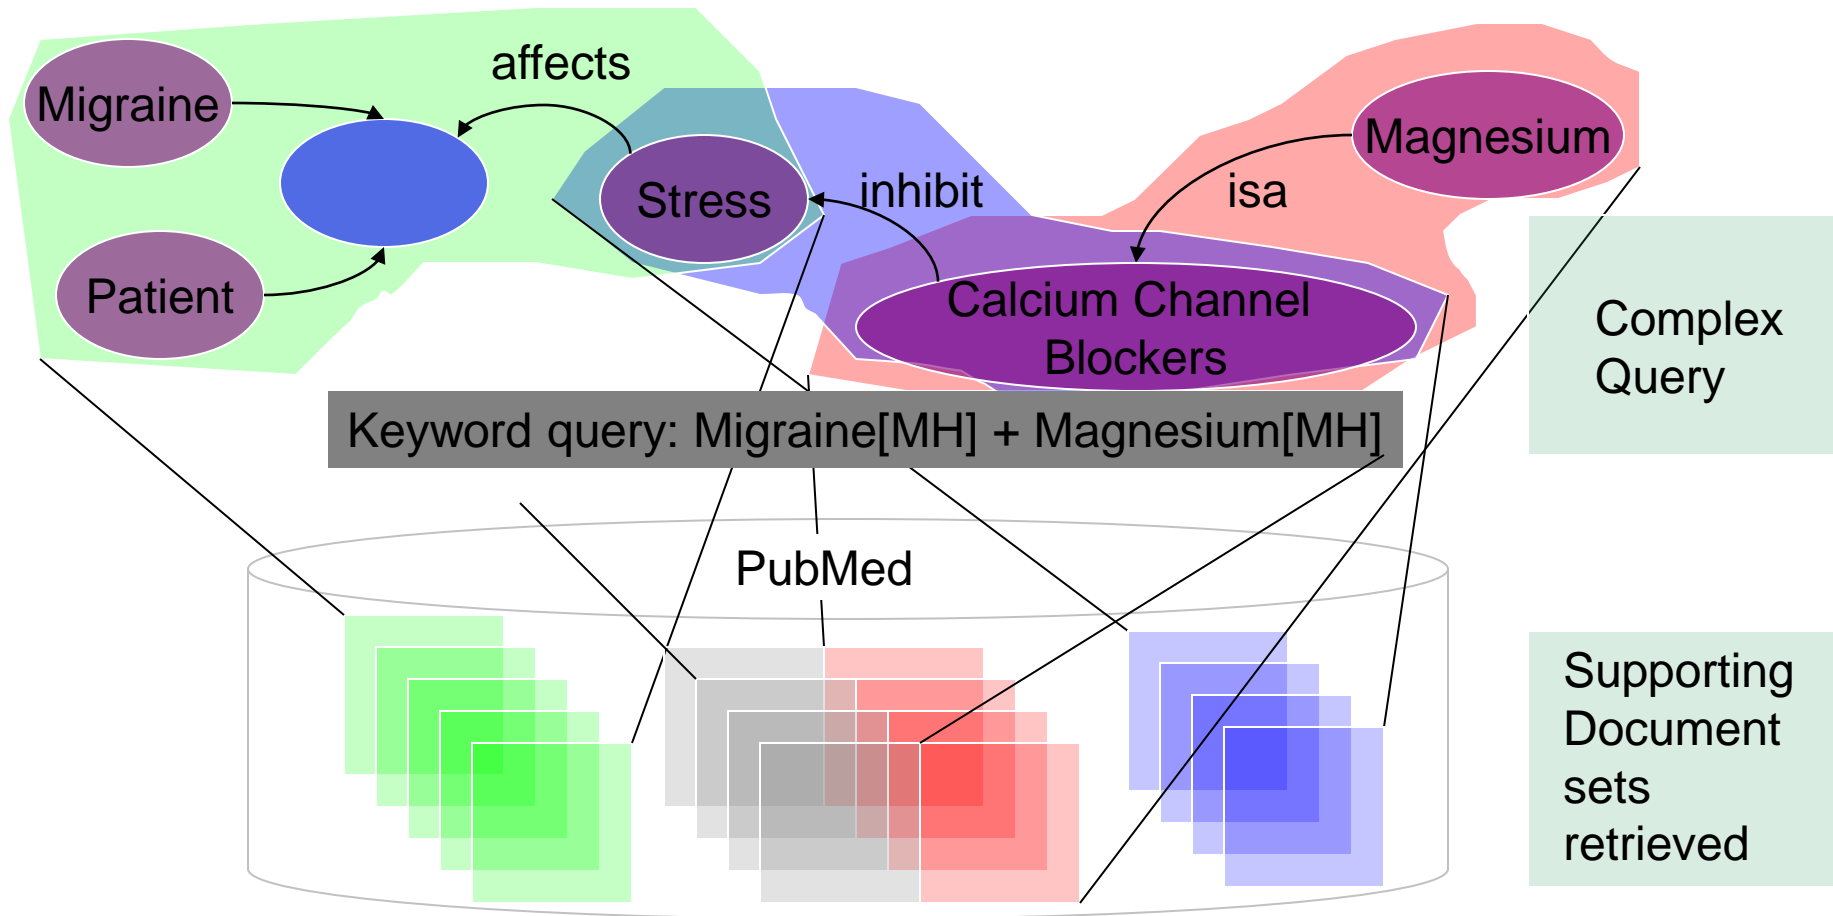 affects
Migraine
Magnesium
Stress
inhibit
isa
Patient
Calcium Channel
Blockers
Complex
Query
Keyword query: Migraine[MH] + Magnesium[MH]
PubMed
Supporting
Document
sets
retrieved